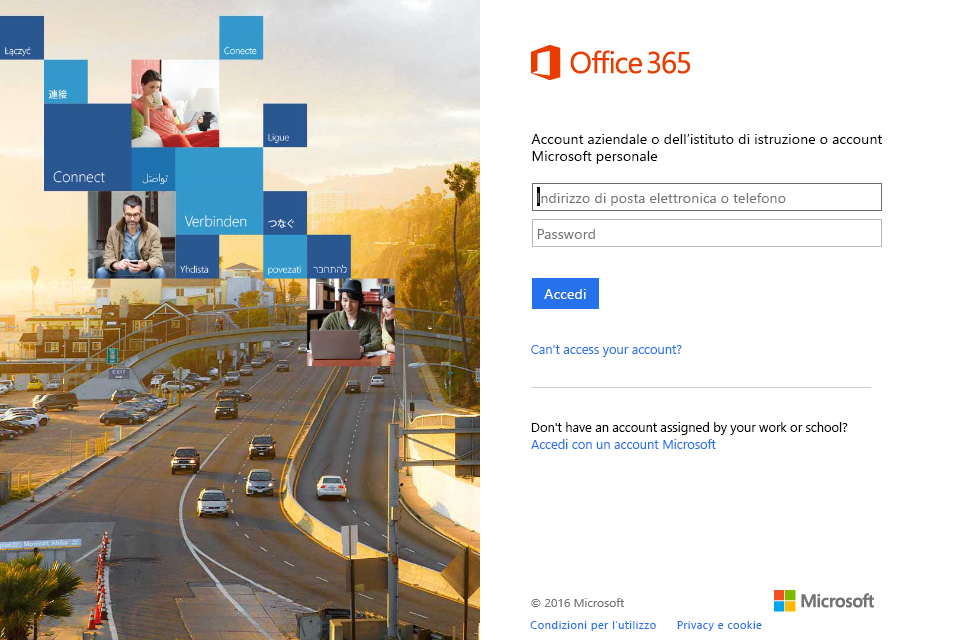 Łączyć
Conecte
連接
Ligue
Connect
تواصَل
Verbinden
つなぐ
Yhdista
povezati
להתחבר
EXIT
Office 365
Account aziendale o dell'istituto di istruzione o account
Microsoft personale
Indirizzo di posta elettronica o telefono
Password
Accedi
Can't access your account?
Don't have an account assigned by your work or school?
Accedi con un account Microsoft
© 2016 Microsoft
Microsoft
Condizioni per l'utilizzo
Privacy e cookie